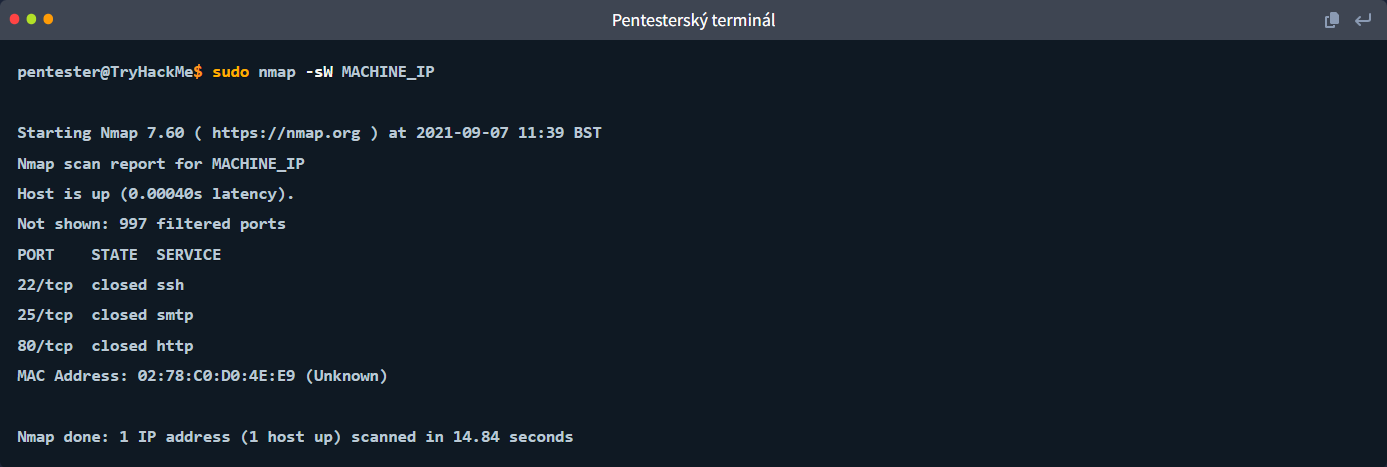 Pentesterský terminál
pentester@TryHackMe$ sudo nmap -sW MACHINE_IP
Starting Nmap 7.60 ( https://nmap.org ) at 2021-09-07 11:39 BST
Nmap scan report for MACHINE_IP
Host is up (0.00040s latency).
Not shown: 997 filtered ports
PORT   STATE  SERVICE
22/tcp closed ssh
25/tcp closed smtp
80/tcp closed http
MAC Address: 02:78:C0:D0:4E:E9 (Unknown)
Nmap done: 1 IP address (1 host up) scanned in 14.84 seconds